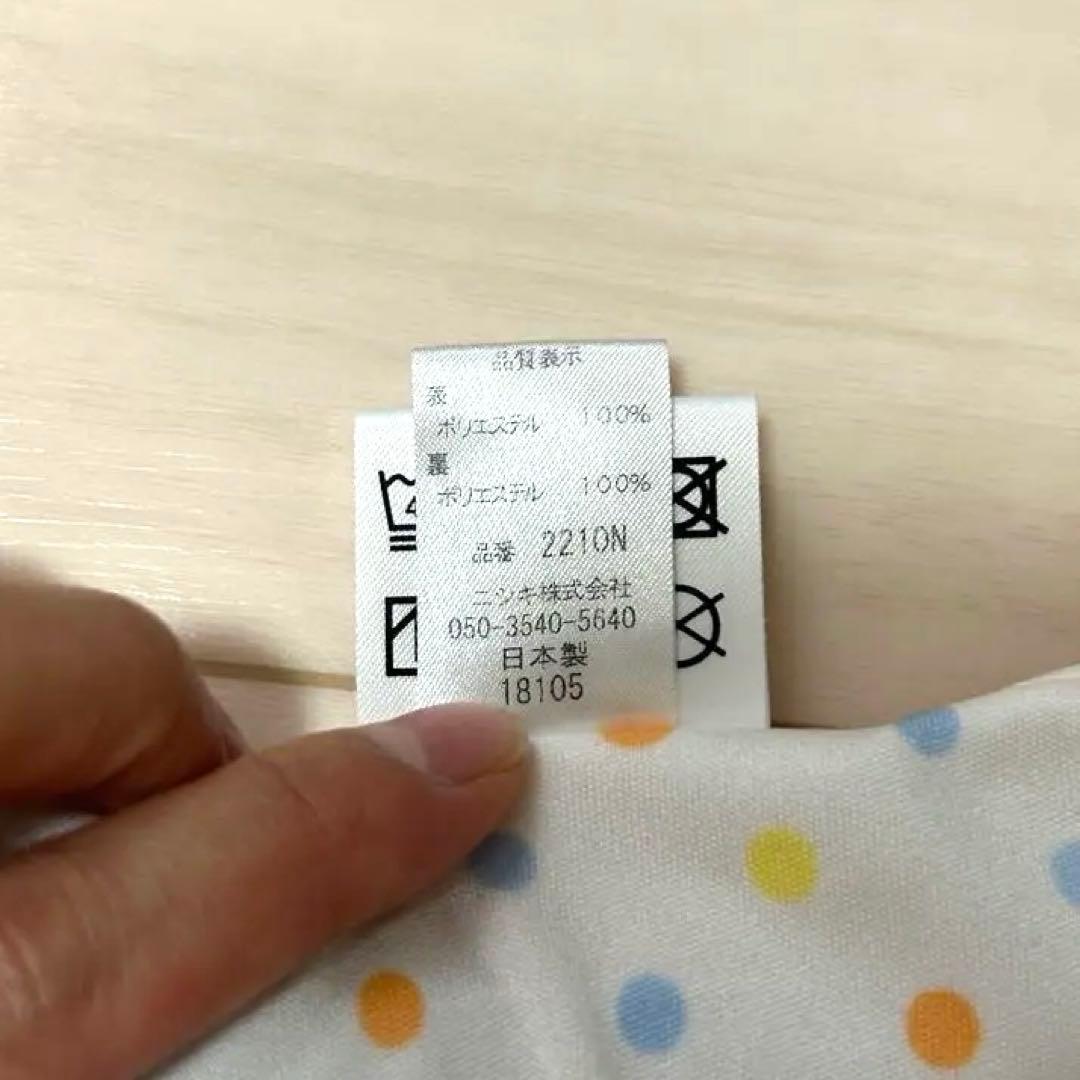 品質表示
表
ポリエステル 100%
裏
ポリエステル 100%
品番 2210N
ニシキ株式会社
050-3540-5640
日本製
18105